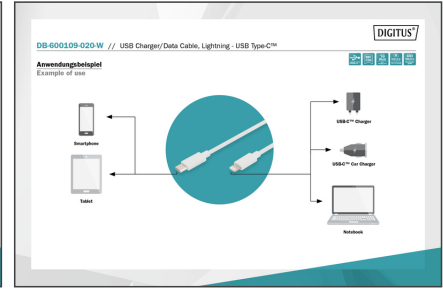 DIGITUS®
DB-600109-020-W // USB Charger/Data Cable, Lightning - USB Type-C™
Anwendungsbeispiel
Example of use
Smartphone
Tablet
USB-C™ Charger
USB-C™ Car Charger
Notebook